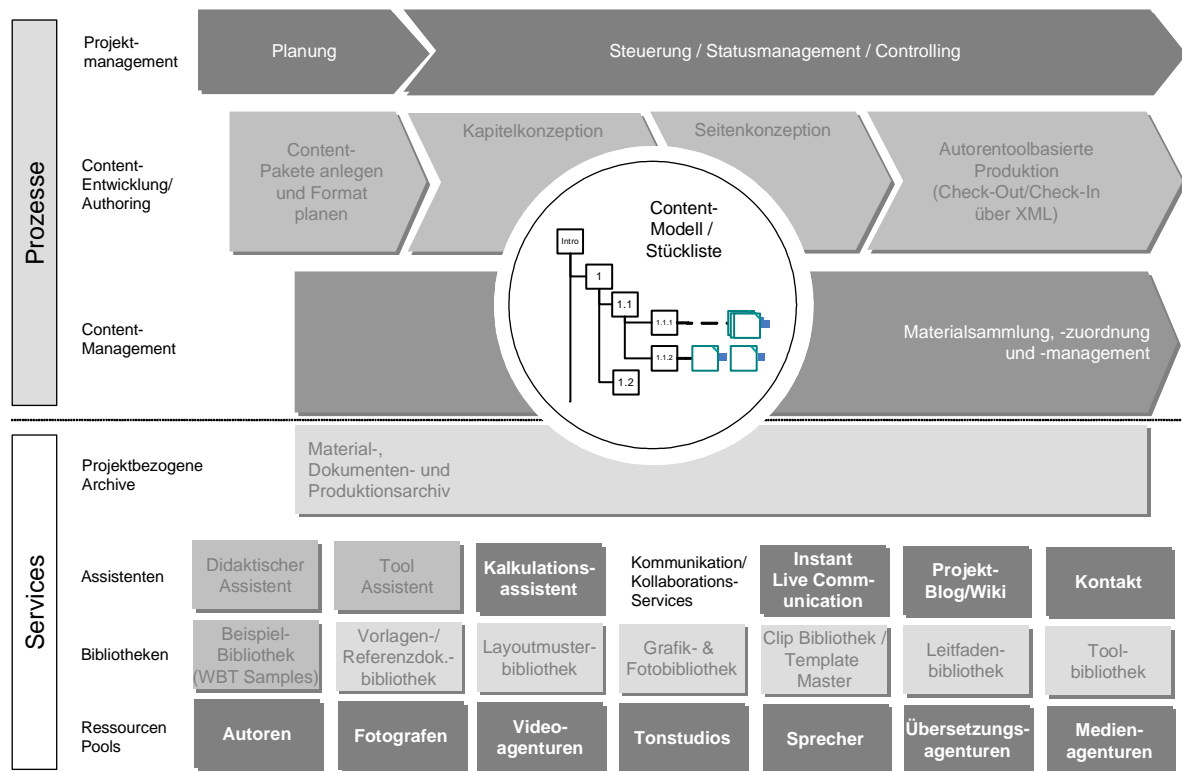 Prozesse
Projekt-
management
Planung
Steuerung / Statusmanagement / Controlling
Content-
Entwicklung/
Authoring
Content-
Pakete anlegen
und Format
planen
Kapitelkonzeption
Seitenkonzeption
Autorentoolbasierte
Produktion
(Check-Out/Check-In
über XML)
Content-
Modell /
Stückliste
Intro
1
1.1
1.1.1
1.1.2
1.2
Content-
Management
Materialsammlung, -zuordnung
und -management
Services
Projektbezogene
Archive
Material-,
Dokumenten- und
Produktionsarchiv
Assistenten
Didaktischer
Assistent
Tool
Assistent
Kalkulations-
assistent
Kommunikation/
Kollaborations-
Services
Instant
Live Comm-
unication
Projekt-
Blog/Wiki
Kontakt
Bibliotheken
Beispiel-
Bibliothek
(WBT Samples)
Vorlagen-/
Referenzdok.-
bibliothek
Layoutmuster-
bibliothek
Grafik- &
Fotobibliothek
Clip Bibliothek /
Template
Master
Leitfaden-
bibliothek
Tool-
bibliothek
Ressourcen
Pools
Autoren
Fotografen
Video-
agenturen
Tonstudios
Sprecher
Übersetzungs-
agenturen
Medien-
agenturen